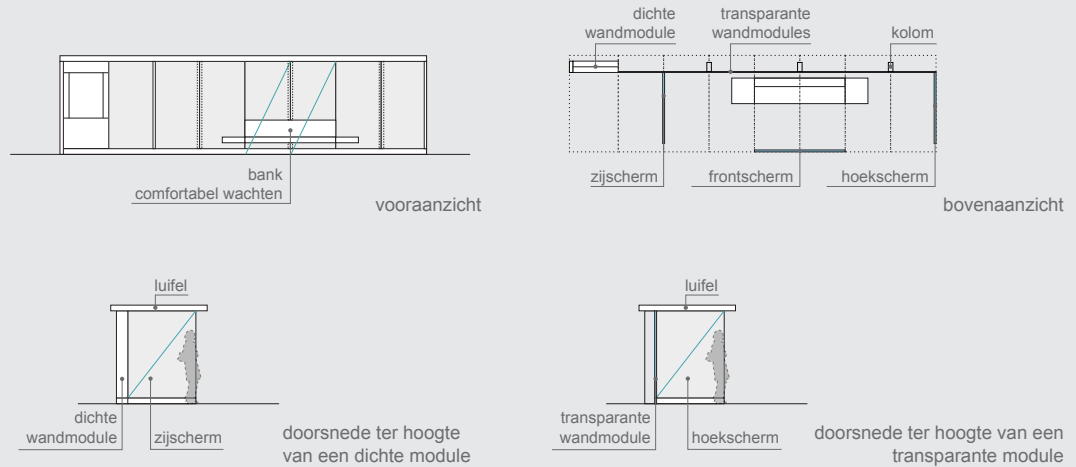 bank
comfortabel wachten
vooraanzicht
dichte
wandmodule
transparante
wandmodules
kolom
zijscherm
frontscherm
hoekscherm
bovenaanzicht
luifel
dichte
wandmodule
zijscherm
doorsnede ter hoogte
van een dichte module
luifel
transparante
wandmodule
hoekscherm
doorsnede ter hoogte van een
transparante module